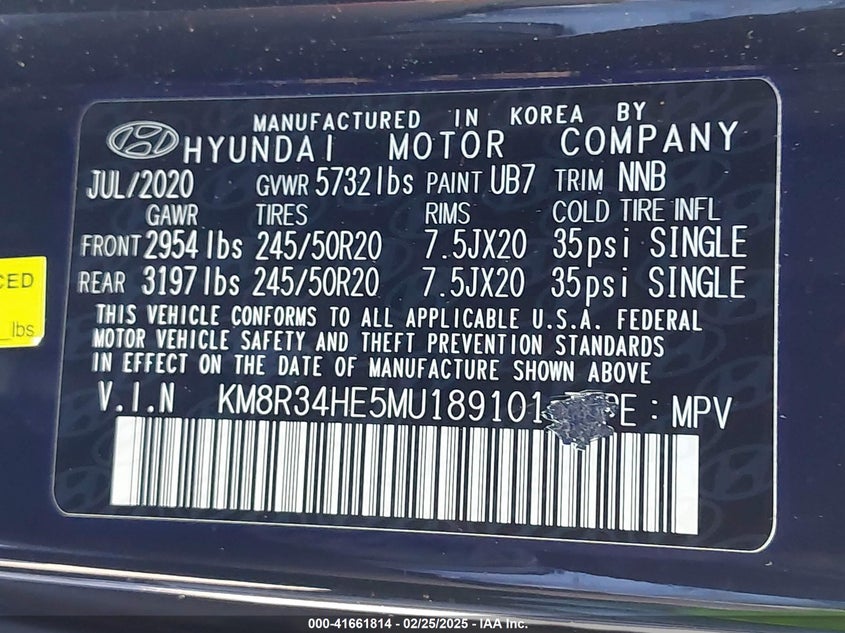 MANUFACTURED IN KOREA BY
HYUNDAI MOTOR COMPANY
JUL/2020 GVWR 5732lbs PAINT UB7 TRIM NNB
GAWR TIRES RIMS COLD TIRE INFL
FRONT 2954 lbs 245/50R20 7.5JX20 35psi SINGLE
REAR 3197 lbs 245/50R20 7.5JX20 35psi SINGLE
THIS VEHICLE CONFORMS TO ALL APPLICABLE U.S.A. FEDERAL
MOTOR VEHICLE SAFETY AND THEFT PREVENTION STANDARDS
IN EFFECT ON THE DATE OF MANUFACTURE SHOWN ABOVE
V.I.N KM8R34HE5MU189101 : MPV
lbs
000-41661814 - 02/25/2025 - IAA Inc.